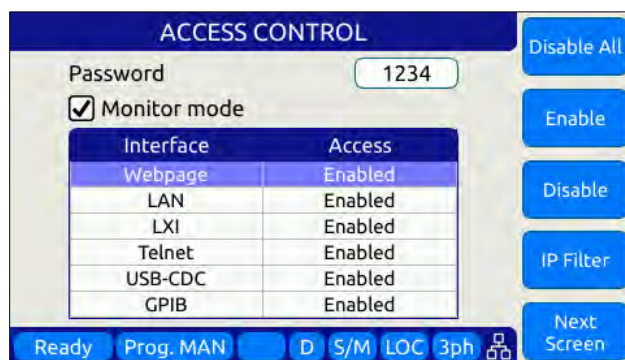 ACCESS CONTROL
Password 1234
Monitor mode
Interface Access
Webpage Enabled
LAN Enabled
LXI Enabled
Telnet Enabled
USB-CDC Enabled
GPIB Enabled
Ready Prog. MAN D S/M LOC 3ph
Disable All
Enable
Disable
IP Filter
Next
Screen